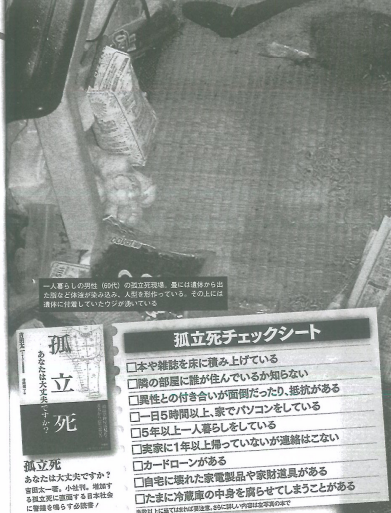 一人暮らしの男性（60代）の孤立死現場。畳には遺体から出
た脂など体液が染み込み、人型を形作っている。その上には
遺体に付着していたウジが湧いている
孤立死
あなたは大丈夫ですか？
孤立死
あなたは大丈夫ですか？
吉田太一著。小社刊。増加す
る孤立死に直面する日本社会
に警鐘を鳴らす必読書！
孤立死チェックシート
□本や雑誌を床に積み上げている
□隣の部屋に誰が住んでいるか知らない
□異性との付き合いが面倒だったり、抵抗がある
□一日5時間以上、家でパソコンをしている
□5年以上一人暮らしをしている
□実家に1年以上帰っていないが連絡はこない
□カードローンがある
□自宅に壊れた家電製品や家財道具がある
□たまに冷蔵庫の中身を腐らせてしまうことがある